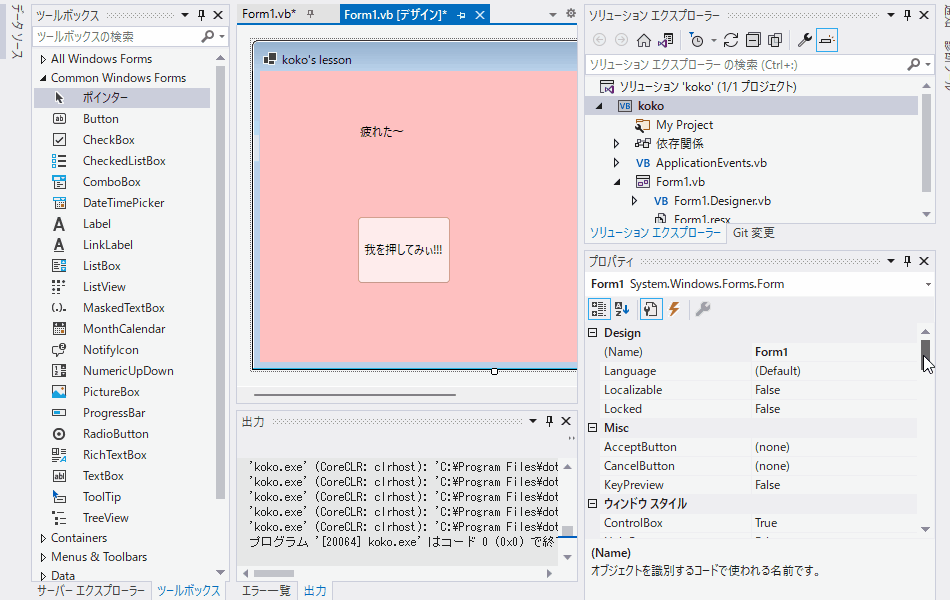 データ ソース
ツールボックス
ツールボックスの検索
All Windows Forms
Common Windows Forms
ポインター
Button
CheckBox
CheckedListBox
ComboBox
DateTimePicker
Label
LinkLabel
ListBox
ListView
MaskedTextBox
MonthCalendar
NotifyIcon
NumericUpDown
PictureBox
ProgressBar
RadioButton
RichTextBox
TextBox
ToolTip
TreeView
Containers
Menus & Toolbars
Data
サーバー エクスプローラー
ツールボックス
Form1.vb*
Form1.vb [デザイン]*
koko's lesson
疲れた～
我を押してみぃ!!!
出力
'koko.exe' (CoreCLR: clrhost): 'C:¥Program Files¥dot
'koko.exe' (CoreCLR: clrhost): 'C:¥Program Files¥dot
'koko.exe' (CoreCLR: clrhost): 'C:¥Program Files¥dot
'koko.exe' (CoreCLR: clrhost): 'C:¥Program Files¥dot
'koko.exe' (CoreCLR: clrhost): 'C:¥Program Files¥dot
プログラム '[20064] koko.exe' はコード 0 (0x0) で終
エラー一覧
出力
ソリューション エクスプローラー
ソリューション エクスプローラー の検索 (Ctrl+:)
ソリューション 'koko' (1/1 プロジェクト)
VB koko
My Project
依存関係
VB ApplicationEvents.vb
Form1.vb
VB Form1.Designer.vb
Form1.resx
ソリューション エクスプローラー
Git 変更
プロパティ
Form1 System.Windows.Forms.Form
Design
(Name) Form1
Language (Default)
Localizable False
Locked False
Misc
AcceptButton (none)
CancelButton (none)
KeyPreview False
ウィンドウ スタイル
ControlBox True
(Name)
オブジェクトを識別するコードで使われる名前です。